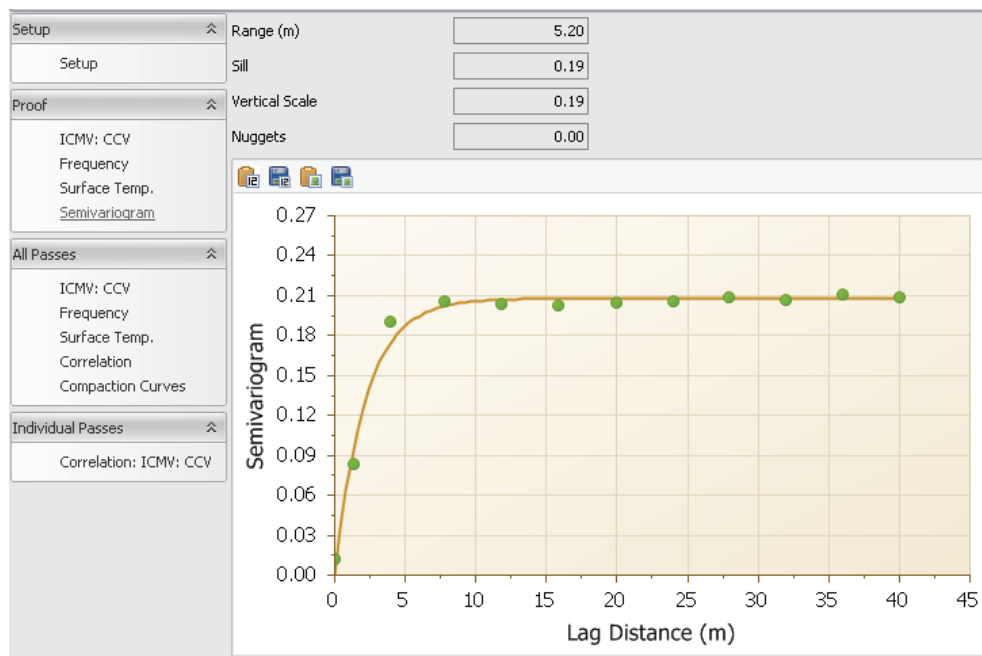 Setup
Setup
Proof
ICMV: CCV
Frequency
Surface Temp.
Semivariogram
All Passes
ICMV: CCV
Frequency
Surface Temp.
Correlation
Compaction Curves
Individual Passes
Correlation: ICMV: CCV
Range (m) 5.20
Sill 0.19
Vertical Scale 0.19
Nuggets 0.00
12 12
Semivariogram
0.27
0.24
0.21
0.18
0.15
0.12
0.09
0.06
0.03
0.00
0 5 10 15 20 25 30 35 40 45
Lag Distance (m)